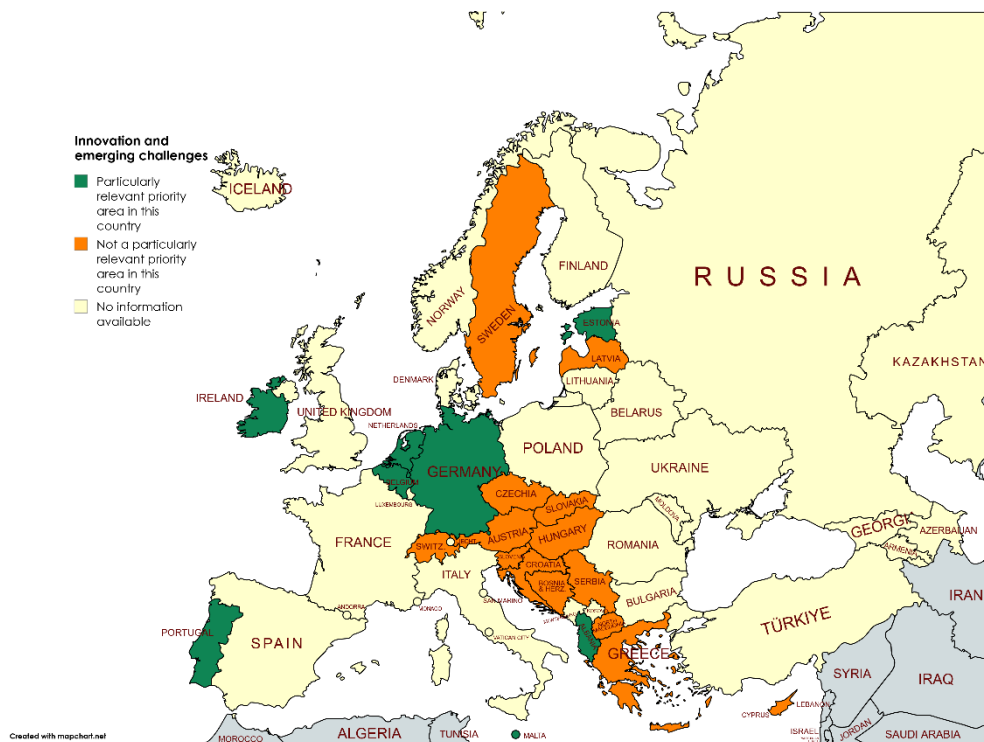 Innovation and
emerging challenges
Particularly
relevant priority
area in this
country
Not a particularly
relevant priority
area in this
country
No information
available
ICELAND
NORWAY
SWEDEN
FINLAND
RUSSIA
ESTONIA
LATVIA
LITHUANIA
DENMARK
BELARUS
KAZAKHSTAN
IRELAND
UNITED KINGDOM
NETHERLANDS
POLAND
BELGIUM
GERMANY
UKRAINE
LUXEMBOURG
CZECHIA
SLOVAKIA
MOLDOVA
FRANCE
SWITZ.
AUSTRIA
HUNGARY
ROMANIA
GEORGI
AZERBAIJAN
ARMENIA
ITALY
SLOVENIA
CROATIA
BOSNIA
& HERZ.
SERBIA
BULGARIA
ANDORRA
MONACO
SAN MARINO
VATICAN CITY
NORTH
MACEDONIA
PORTUGAL
SPAIN
GREECE
TÜRKIYE
IRAN
SYRIA
IRAQ
CYPRUS
LEBANON
ISRAEL
JORDAN
SAUDI ARABIA
MALTA
MOROCCO
ALGERIA
TUNISIA
Created with mapchart.net